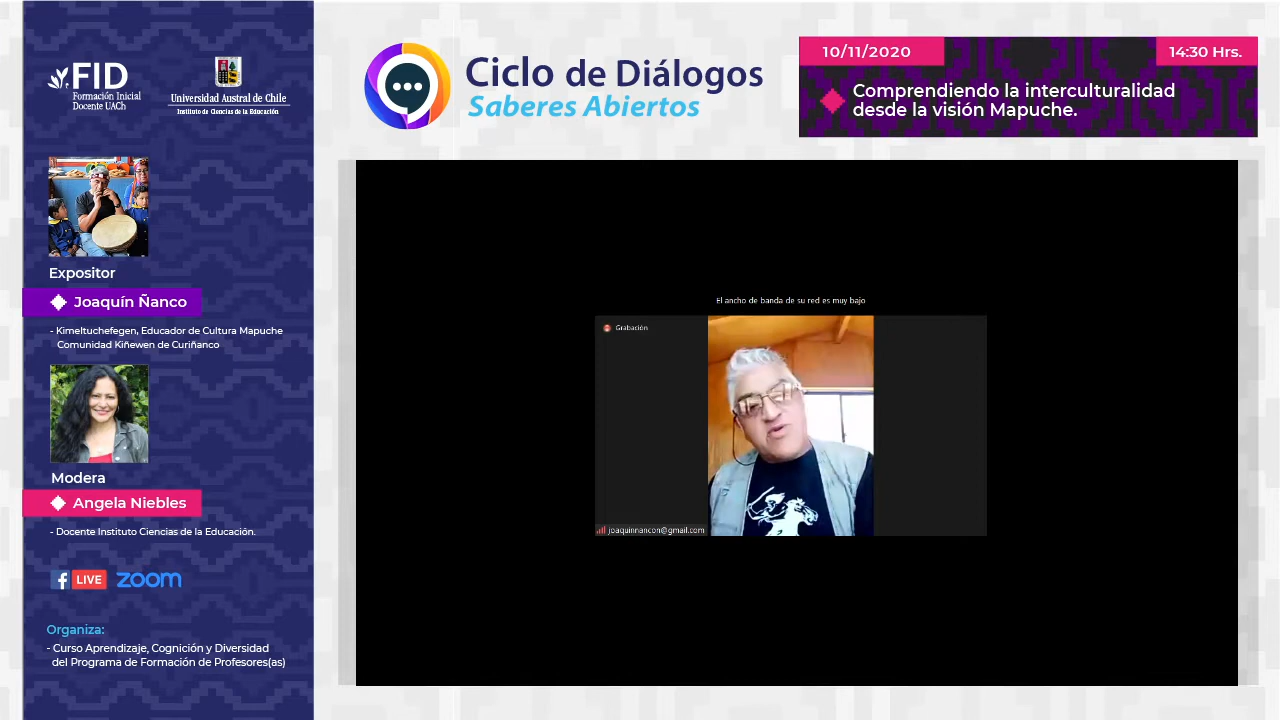 FID
Formación Inicial
Docente UACh
Universidad Austral de Chile
Instituto de Ciencias de la Educación
Expositor
Joaquín Ñanco
- Kimeltuchefegen, Educador de Cultura Mapuche
Comunidad Kiñewen de Curiñanco
Modera
Angela Niebles
- Docente Instituto Ciencias de la Educación.
f LIVE zoom
Organiza:
- Curso Aprendizaje, Cognición y Diversidad
del Programa de Formación de Profesores(as)
Ciclo de Diálogos
Saberes Abiertos
10/11/2020
14:30 Hrs.
Comprendiendo la interculturalidad
desde la visión Mapuche.
El ancho de banda de su red es muy bajo
Grabación
joaquinnancon@gmail.com